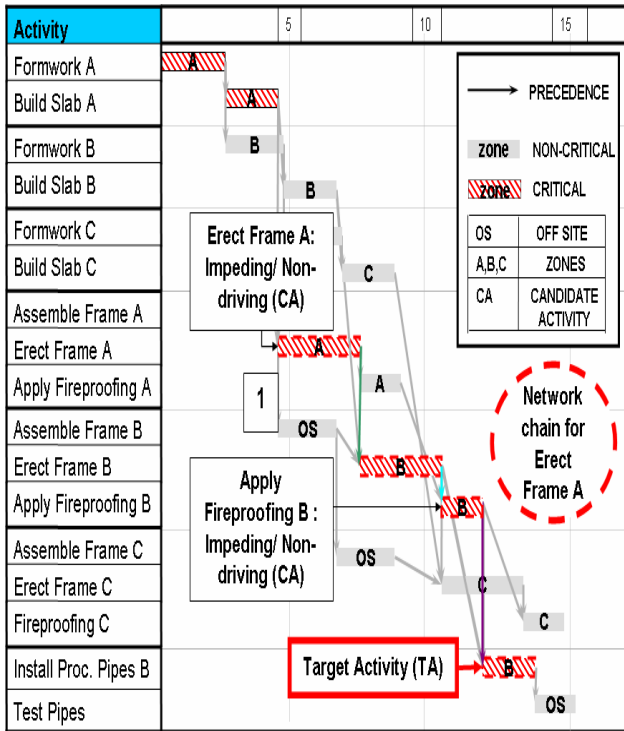 Activity
5
10
15
Formwork A
A
Build Slab A
A
Formwork B
B
Build Slab B
B
Formwork C
Build Slab C
C
Assemble Frame A
Erect Frame A
A
Apply Fireproofing A
A
Assemble Frame B
OS
Erect Frame B
B
Apply Fireproofing B
B
Assemble Frame C
OS
Erect Frame C
C
Fireproofing C
C
Install Proc. Pipes B
B
Test Pipes
OS
PRECEDENCE
zone NON-CRITICAL
zone CRITICAL
OS OFF SITE
A,B,C ZONES
CA CANDIDATE
ACTIVITY
Erect Frame A:
Impeding/ Non-
driving (CA)
1
Network
chain for
Erect
Frame A
Apply
Fireproofing B :
Impeding/ Non-
driving (CA)
Target Activity (TA)